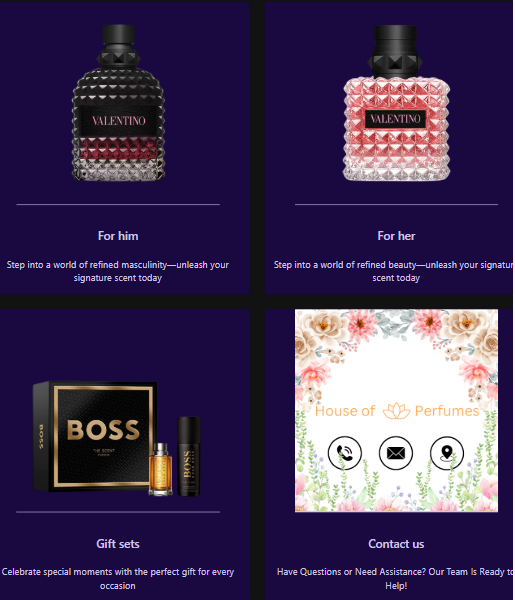 VALENTINO
VALENTINO
For him
For her
Step into a world of refined masculinity—unleash your
signature scent today
Step into a world of refined beauty—unleash your signatur
scent today
BOSS
BOSS
THE SCENT
BOSS
House of Perfumes
Gift sets
Contact us
Celebrate special moments with the perfect gift for every
occasion
Have Questions or Need Assistance? Our Team Is Ready to
Help!